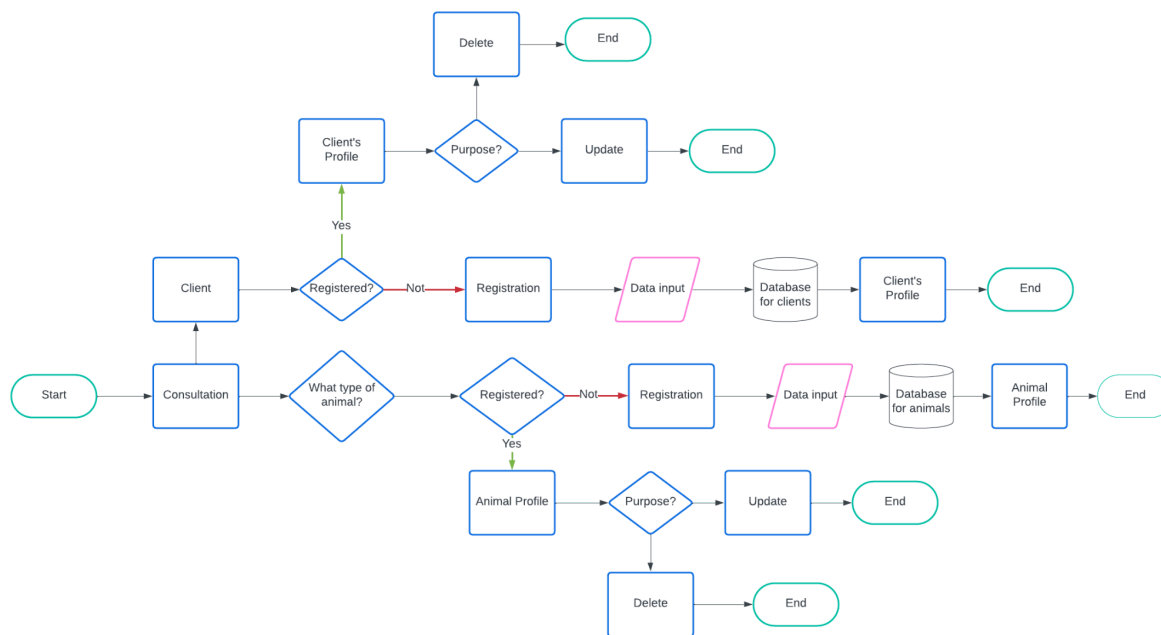 Delete
End
Client's
Profile
Purpose?
Update
End
Yes
Client
Registered?
Not
Registration
Data input
Database
for clients
Client's
Profile
End
Start
Consultation
What type of
animal?
Registered?
Not
Registration
Data input
Database
for animals
Animal
Profile
End
Yes
Animal Profile
Purpose?
Update
End
Delete
End